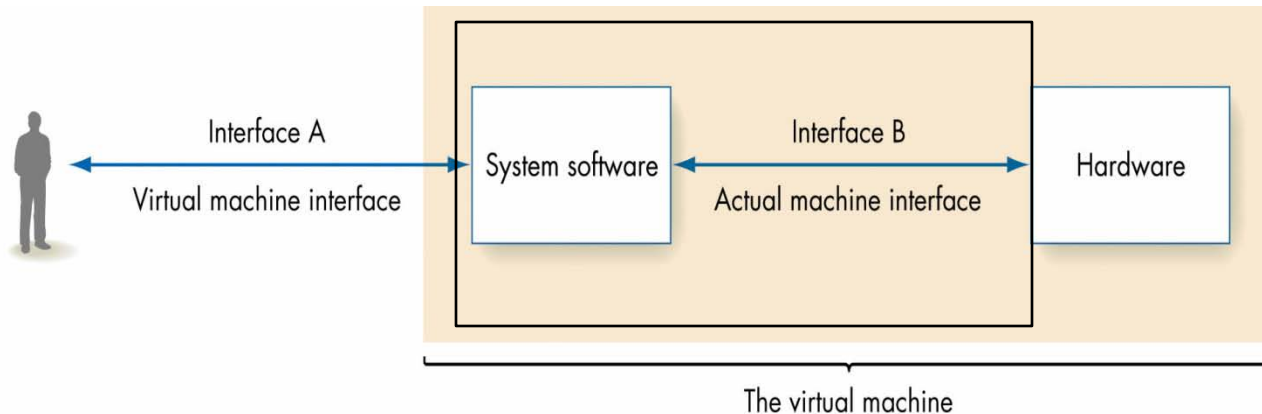 Interface A
Virtual machine interface
System software
Interface B
Actual machine interface
Hardware
The virtual machine